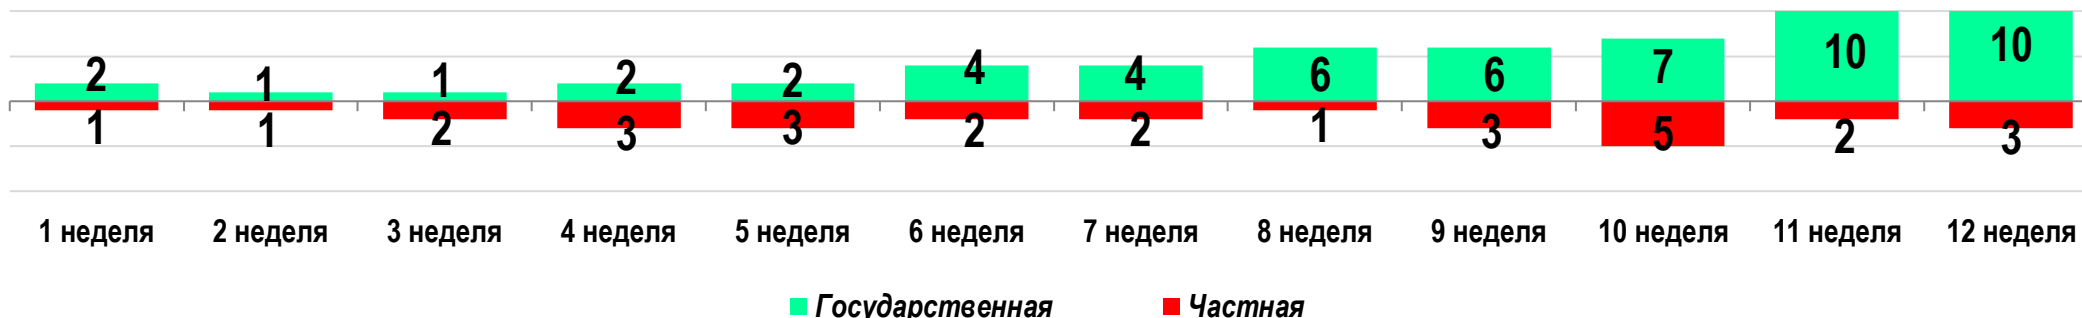 2 1 1 2 2 4 4 6 6 7 10 10
1 1 2 3 3 2 2 1 3 5 2 3
1 неделя 2 неделя 3 неделя 4 неделя 5 неделя 6 неделя 7 неделя 8 неделя 9 неделя 10 неделя 11 неделя 12 неделя
Государственная Частная